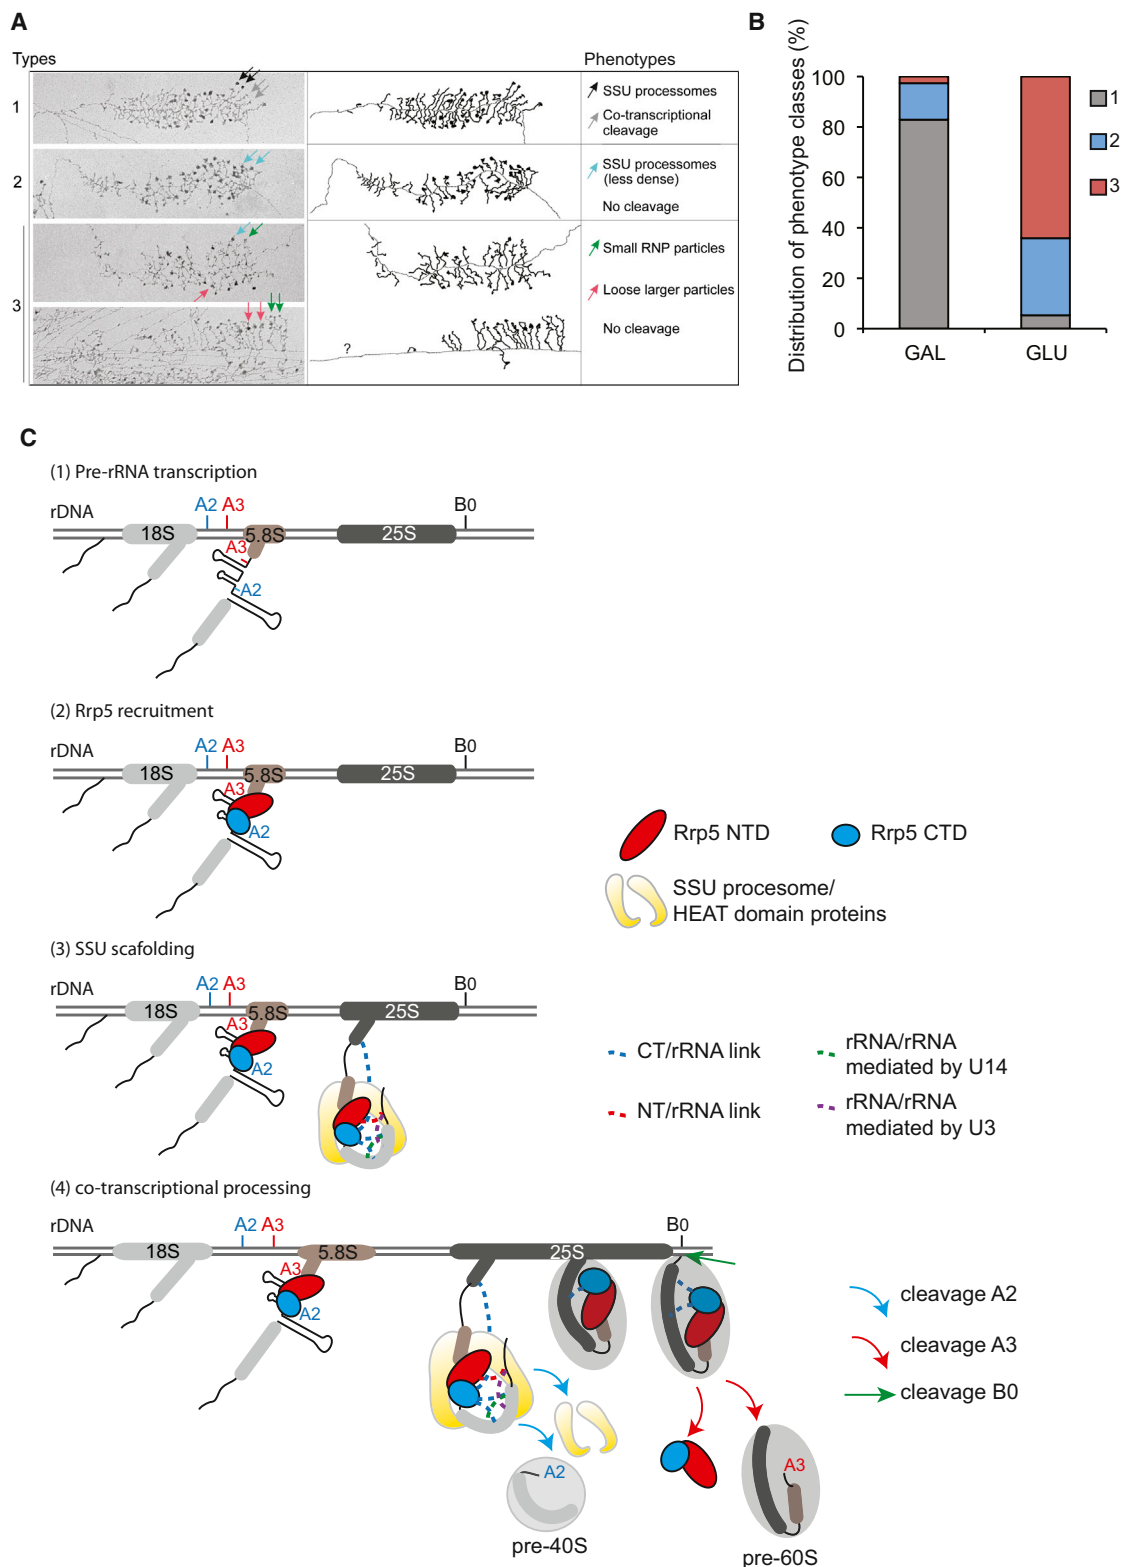 A
Types
Phenotypes
1
SSU processomes
Co-transcriptional
cleavage
2
SSU processomes
(less dense)
No cleavage
3
Small RNP particles
Loose larger particles
No cleavage
?
B
Distribution of phenotype classes (%)
100
80
60
40
20
0
GAL
GLU
1
2
3
C
(1) Pre-rRNA transcription
rDNA
18S
A2
A3
5.8S
25S
B0
A3
A2
(2) Rrp5 recruitment
rDNA
18S
A2
A3
5.8S
25S
B0
A3
A2
Rrp5 NTD
Rrp5 CTD
SSU procesome/
HEAT domain proteins
(3) SSU scafolding
rDNA
18S
A2
A3
5.8S
25S
B0
A3
A2
CT/rRNA link
rRNA/rRNA
mediated by U14
NT/rRNA link
rRNA/rRNA
mediated by U3
(4) co-transcriptional processing
rDNA
18S
A2
A3
5.8S
25S
B0
A3
A2
cleavage A2
cleavage A3
cleavage B0
A2
pre-40S
A3
pre-60S